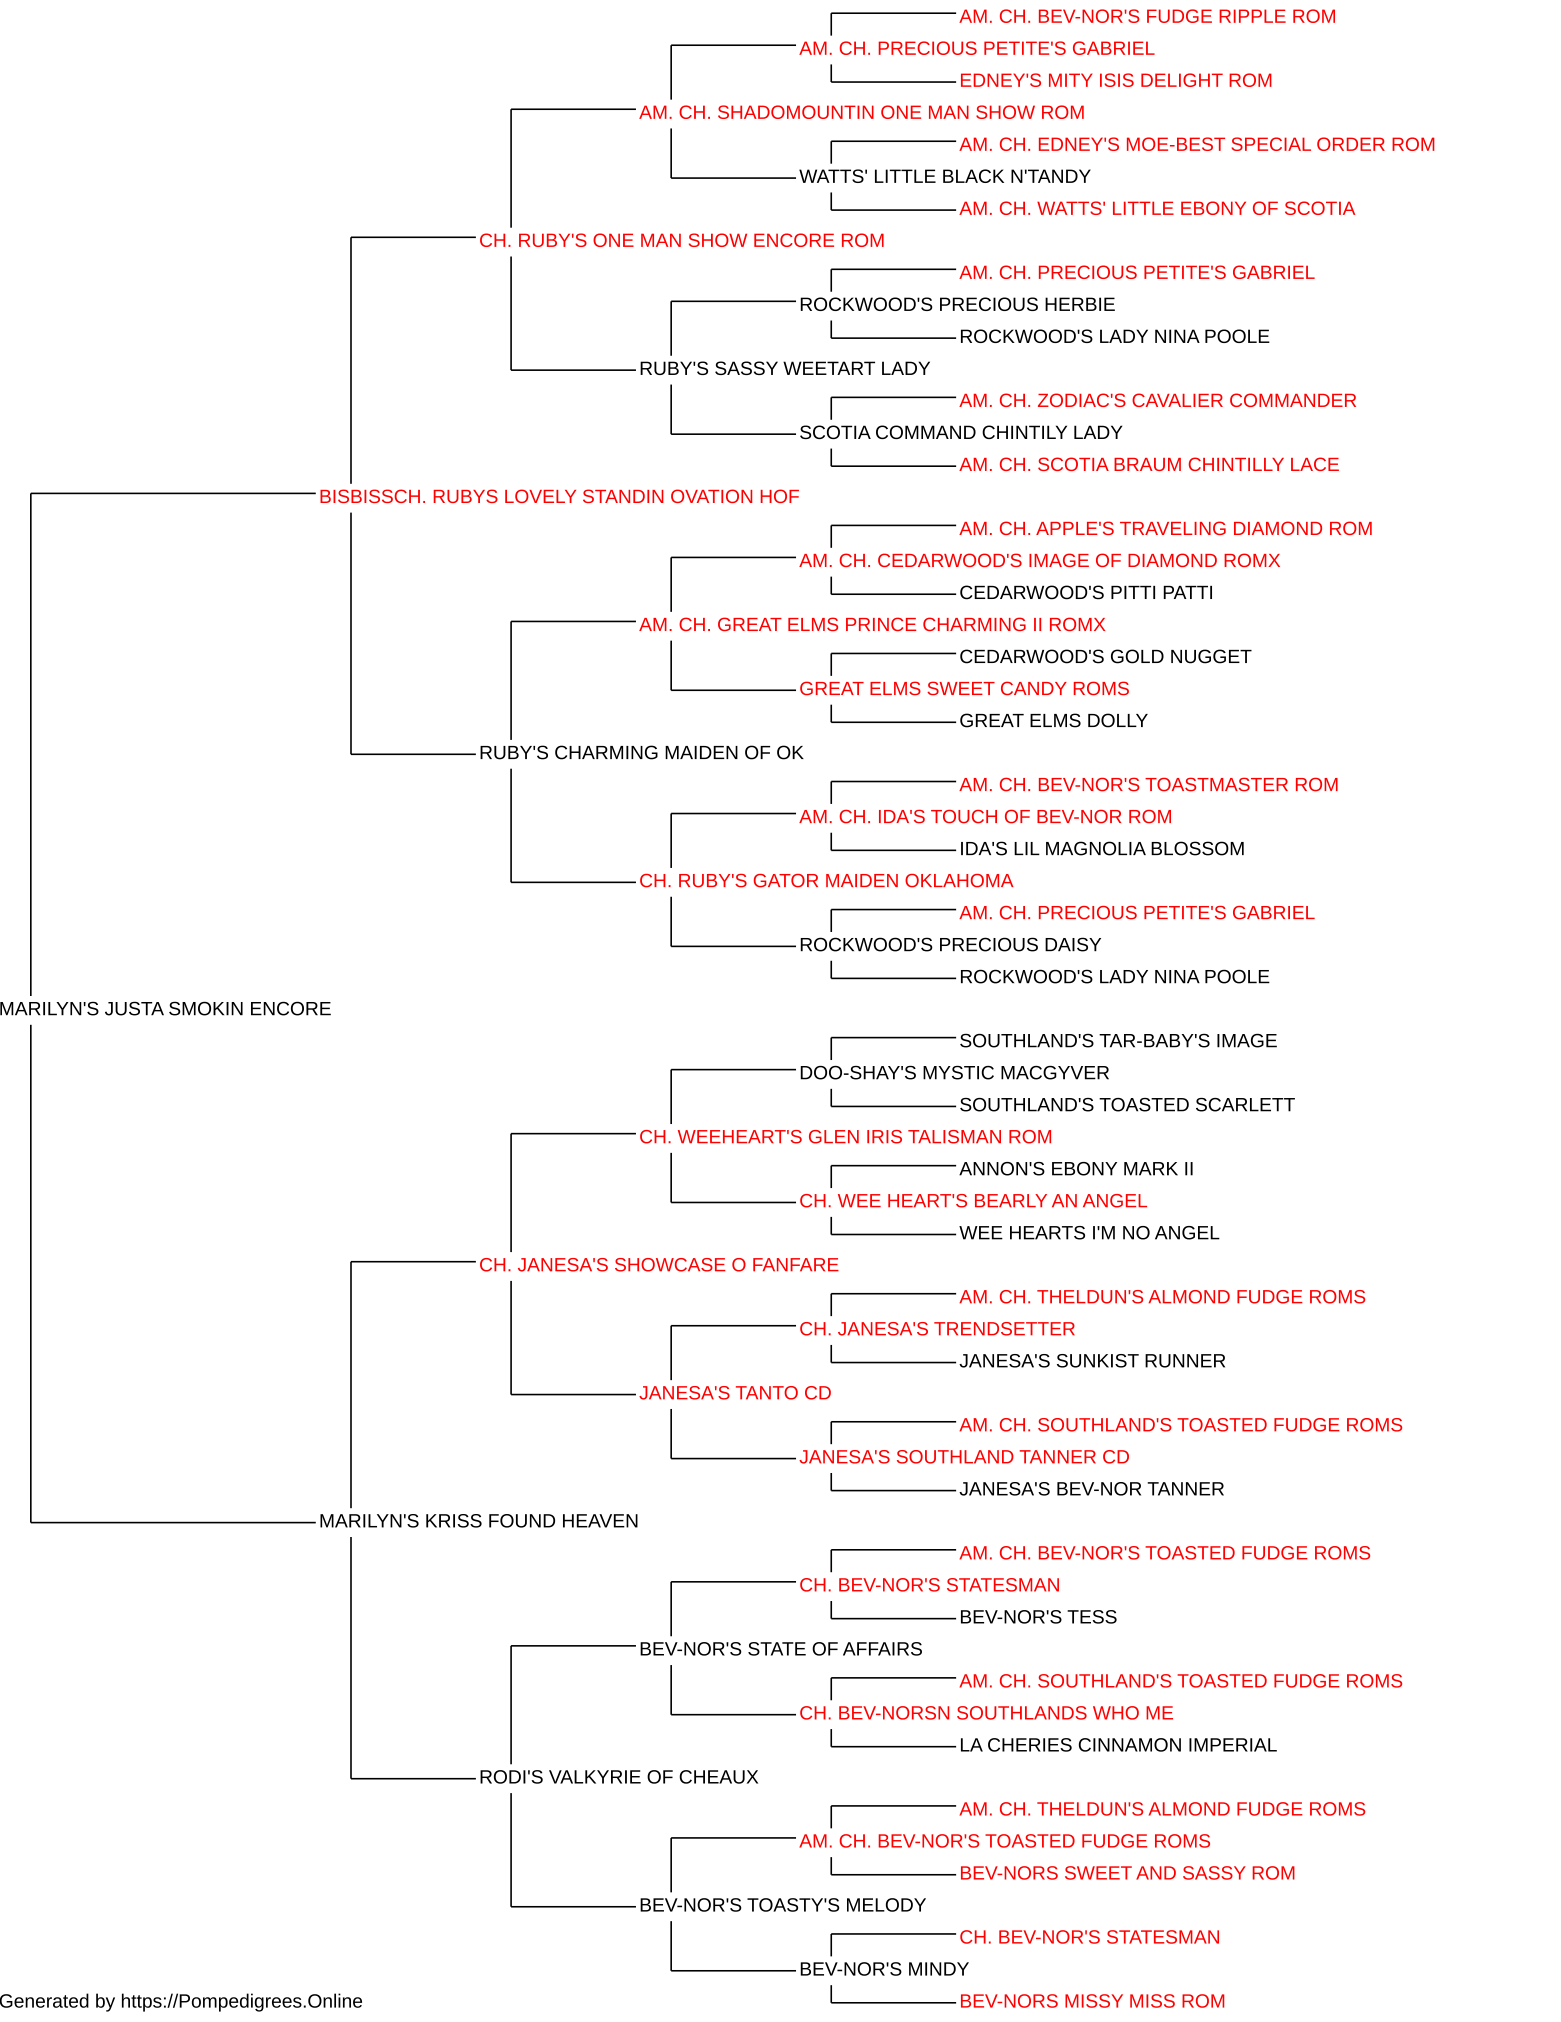 AM. CH. BEV-NOR'S FUDGE RIPPLE ROM
AM. CH. PRECIOUS PETITE'S GABRIEL
EDNEY'S MITY ISIS DELIGHT ROM
AM. CH. SHADOMOUNTIN ONE MAN SHOW ROM
AM. CH. EDNEY'S MOE-BEST SPECIAL ORDER ROM
WATTS' LITTLE BLACK N'TANDY
AM. CH. WATTS' LITTLE EBONY OF SCOTIA
CH. RUBY'S ONE MAN SHOW ENCORE ROM
AM. CH. PRECIOUS PETITE'S GABRIEL
ROCKWOOD'S PRECIOUS HERBIE
ROCKWOOD'S LADY NINA POOLE
RUBY'S SASSY WEETART LADY
AM. CH. ZODIAC'S CAVALIER COMMANDER
SCOTIA COMMAND CHINTILY LADY
AM. CH. SCOTIA BRAUM CHINTILLY LACE
BISBISSCH. RUBYS LOVELY STANDIN OVATION HOF
AM. CH. APPLE'S TRAVELING DIAMOND ROM
AM. CH. CEDARWOOD'S IMAGE OF DIAMOND ROMX
CEDARWOOD'S PITTI PATTI
AM. CH. GREAT ELMS PRINCE CHARMING II ROMX
CEDARWOOD'S GOLD NUGGET
GREAT ELMS SWEET CANDY ROMS
GREAT ELMS DOLLY
RUBY'S CHARMING MAIDEN OF OK
AM. CH. BEV-NOR'S TOASTMASTER ROM
AM. CH. IDA'S TOUCH OF BEV-NOR ROM
IDA'S LIL MAGNOLIA BLOSSOM
CH. RUBY'S GATOR MAIDEN OKLAHOMA
AM. CH. PRECIOUS PETITE'S GABRIEL
ROCKWOOD'S PRECIOUS DAISY
ROCKWOOD'S LADY NINA POOLE
MARILYN'S JUSTA SMOKIN ENCORE
SOUTHLAND'S TAR-BABY'S IMAGE
DOO-SHAY'S MYSTIC MACGYVER
SOUTHLAND'S TOASTED SCARLETT
CH. WEEHEART'S GLEN IRIS TALISMAN ROM
ANNON'S EBONY MARK II
CH. WEE HEART'S BEARLY AN ANGEL
WEE HEARTS I'M NO ANGEL
CH. JANESA'S SHOWCASE O FANFARE
AM. CH. THELDUN'S ALMOND FUDGE ROMS
CH. JANESA'S TRENDSETTER
JANESA'S SUNKIST RUNNER
JANESA'S TANTO CD
AM. CH. SOUTHLAND'S TOASTED FUDGE ROMS
JANESA'S SOUTHLAND TANNER CD
JANESA'S BEV-NOR TANNER
MARILYN'S KRISS FOUND HEAVEN
AM. CH. BEV-NOR'S TOASTED FUDGE ROMS
CH. BEV-NOR'S STATESMAN
BEV-NOR'S TESS
BEV-NOR'S STATE OF AFFAIRS
AM. CH. SOUTHLAND'S TOASTED FUDGE ROMS
CH. BEV-NORSN SOUTHLANDS WHO ME
LA CHERIES CINNAMON IMPERIAL
RODI'S VALKYRIE OF CHEAUX
AM. CH. THELDUN'S ALMOND FUDGE ROMS
AM. CH. BEV-NOR'S TOASTED FUDGE ROMS
BEV-NORS SWEET AND SASSY ROM
BEV-NOR'S TOASTY'S MELODY
CH. BEV-NOR'S STATESMAN
BEV-NOR'S MINDY
BEV-NORS MISSY MISS ROM
Generated by https://Pompedigrees.Online